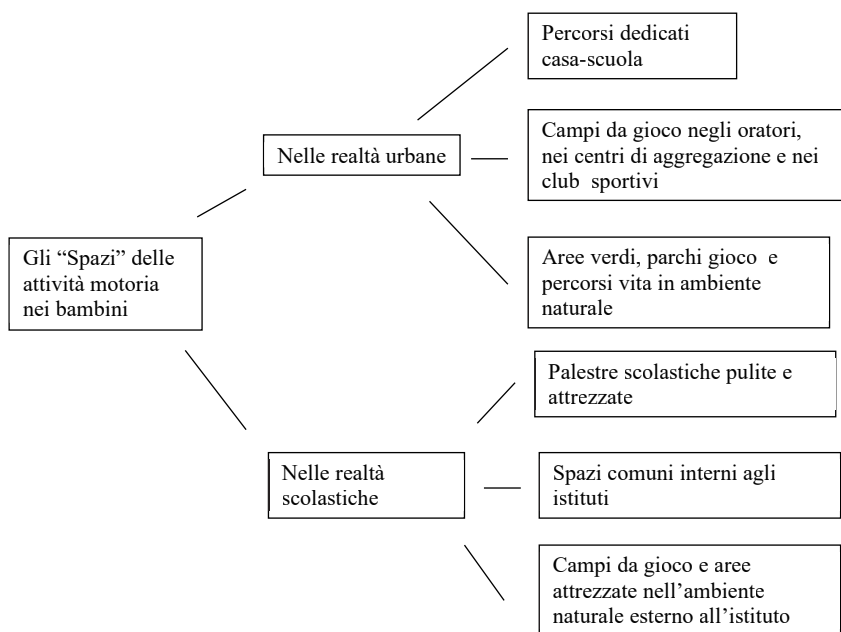 Percorsi dedicati
casa-scuola
Nelle realtà urbane
Campi da gioco negli oratori,
nei centri di aggregazione e nei
club sportivi
Gli “Spazi” delle
attività motoria
nei bambini
Aree verdi, parchi gioco e
percorsi vita in ambiente
naturale
Palestre scolastiche pulite e
attrezzate
Nelle realtà
scolastiche
Spazi comuni interni agli
istituti
Campi da gioco e aree
attrezzate nell’ambiente
naturale esterno all’istituto